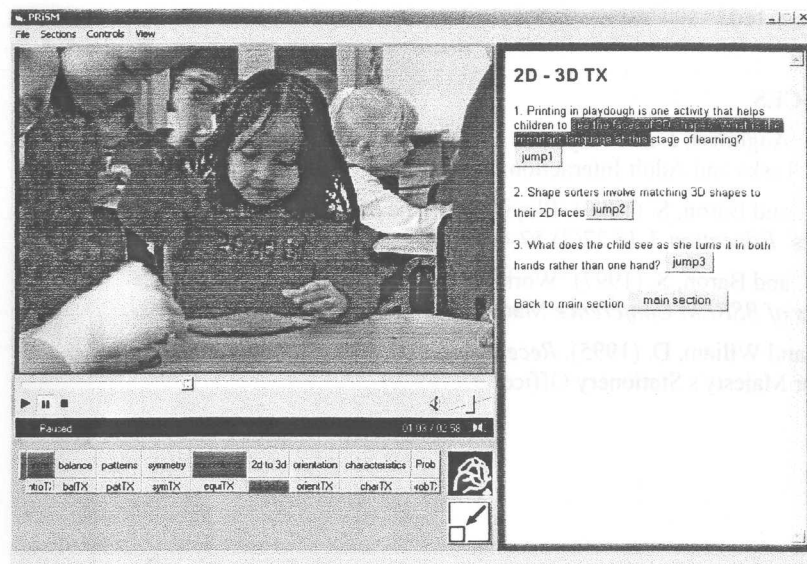 PRiSM
File Sections Controls View
2D - 3D TX
1. Printing in playdough is one activity that helps
children to see the faces of 3D shapes. What is the
important language at this stage of learning?
jump1
2. Shape sorters involve matching 3D shapes to
their 2D faces jump2
3. What does the child see as she turns it in both
hands rather than one hand? jump3
Back to main section main section
Paused 01:03 / 02:58
balance patterns symmetry 2d to 3d orientation characteristics Prob
balTX patTX symTX equiTX orientTX charTX